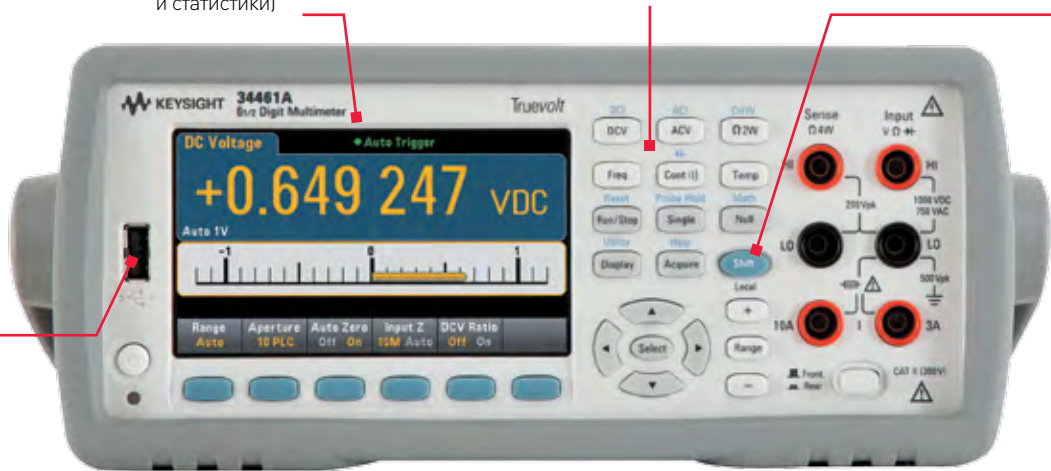 и статистики)
KEYSIGHT 34461A
6 1/2 Digit Multimeter
Truevolt
DC Voltage
Auto Trigger
+0.649 247 VDC
Auto 1V
-1 0 1
Range Aperture Auto Zero Input Z DCV Ratio
Auto 10 PLC Off On 10M Auto Off On
DCI ACI Ω4W
DCV ACV Ω2W
Freq Cont Temp
Reset Probe Hold Math
Run/Stop Single Null
Utility Help
Display Acquire Shift
Local
+
Select
Range
−
Sense Input
Ω 4W V Ω
HI HI
200 Vpk 1000 VDC
750 VAC
LO LO
500 Vpk
10A I 3A
Front
Rear
CAT II (300V)